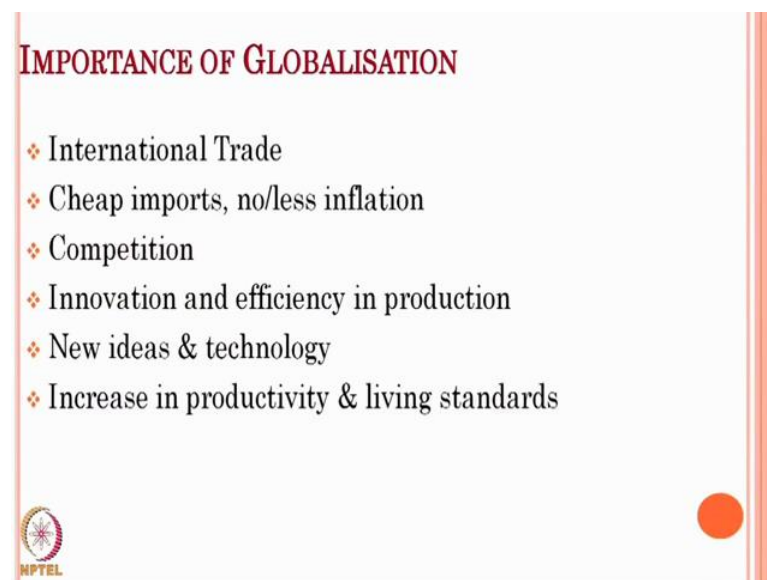 IMPORTANCE OF GLOBALISATION
International Trade
Cheap imports, no/less inflation
Competition
Innovation and efficiency in production
New ideas & technology
Increase in productivity & living standards
NPTEL